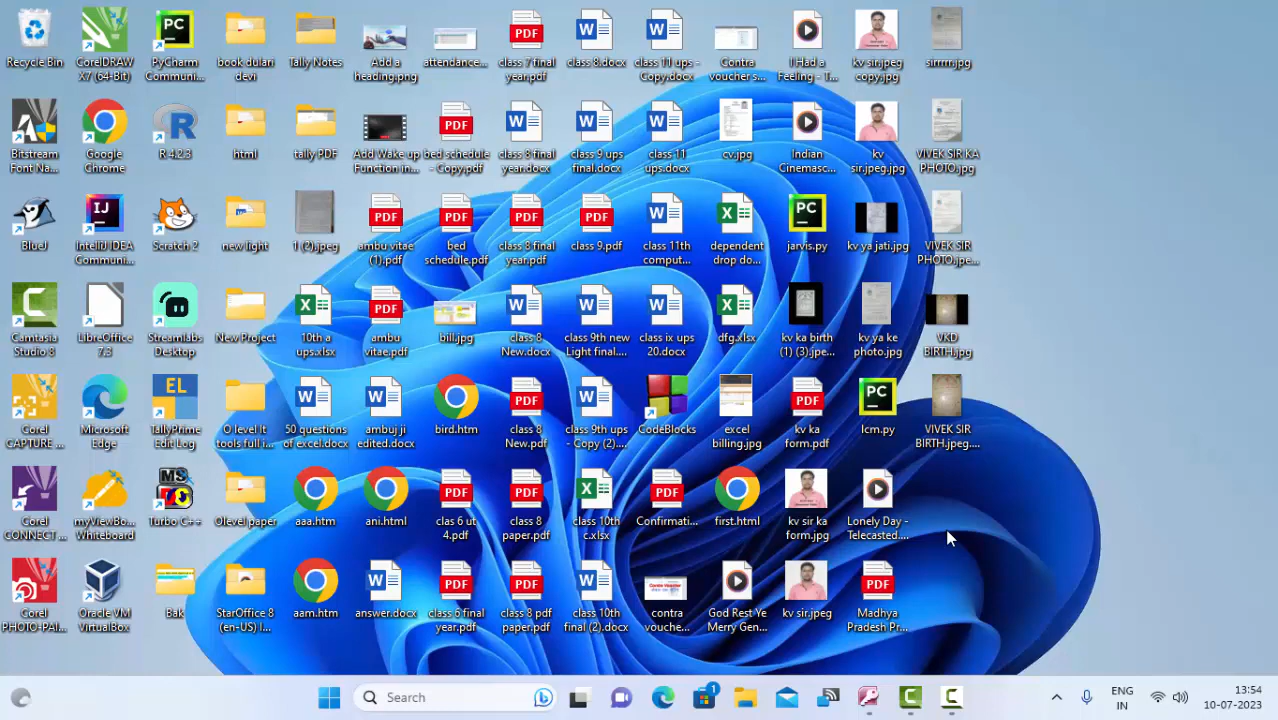 Recycle Bin
CorelDRAW
X7 (64-Bit)
PyCharm
Communi...
book dulari
devi
Tally Notes
Add a
heading.png
attendance...
class 7 final
year.pdf
class 8.docx
class 11 ups -
Copy.docx
Contra
voucher s...
I Had a
Feeling - T...
kv sir.jpeg
copy.jpg
sirrrrr.jpg
Bitstream
Font Na...
Google
Chrome
R 4.2.3
html
tally PDF
Add Wake up
Function in...
bed schedule
- Copy.pdf
class 8 final
year.docx
class 9 ups
final.docx
class 11
ups.docx
cv.jpg
Indian
Cinemasc...
kv
sir.jpeg.jpg
VIVEK SIR KA
PHOTO.jpg
BlueJ
IntelliJ IDEA
Communi...
Scratch 2
new light
1 (2).jpeg
ambu vitae
(1).pdf
bed
schedule.pdf
class 8 final
year.pdf
class 9.pdf
class 11th
comput...
dependent
drop do...
jarvis.py
kv ya jati.jpg
VIVEK SIR
PHOTO.jpe...
Camtasia
Studio 8
LibreOffice
7.3
Streamlabs
Desktop
New Project
10th a
ups.xlsx
ambu
vitae.pdf
bill.jpg
class 8
New.docx
class 9th new
Light final....
class ix ups
20.docx
dfg.xlsx
kv ka birth
(1) (3).jpe...
kv ya ke
photo.jpg
VKD
BIRTH.jpg
Corel
CAPTURE ...
Microsoft
Edge
TallyPrime
Edit Log
O level It
tools full i...
50 questions
of excel.docx
ambuj ji
edited.docx
bird.htm
class 8
New.pdf
class 9th ups
- Copy (2)....
CodeBlocks
excel
billing.jpg
kv ka
form.pdf
lcm.py
VIVEK SIR
BIRTH.jpeg....
Corel
CONNECT ...
myViewBo...
Whiteboard
Turbo C++
Olevel paper
aaa.htm
ani.html
clas 6 ut
4.pdf
class 8
paper.pdf
class 10th
c.xlsx
Confirmati...
first.html
kv sir ka
form.jpg
Lonely Day -
Telecasted....
Corel
PHOTO-PAI...
Oracle VM
VirtualBox
Bak
StarOffice 8
(en-US) I...
aam.htm
answer.docx
class 6 final
year.pdf
class 8 pdf
paper.pdf
class 10th
final (2).docx
contra
vouche...
God Rest Ye
Merry Gen...
kv sir.jpeg
Madhya
Pradesh Pr...
Search
ENG
IN
13:54
10-07-2023